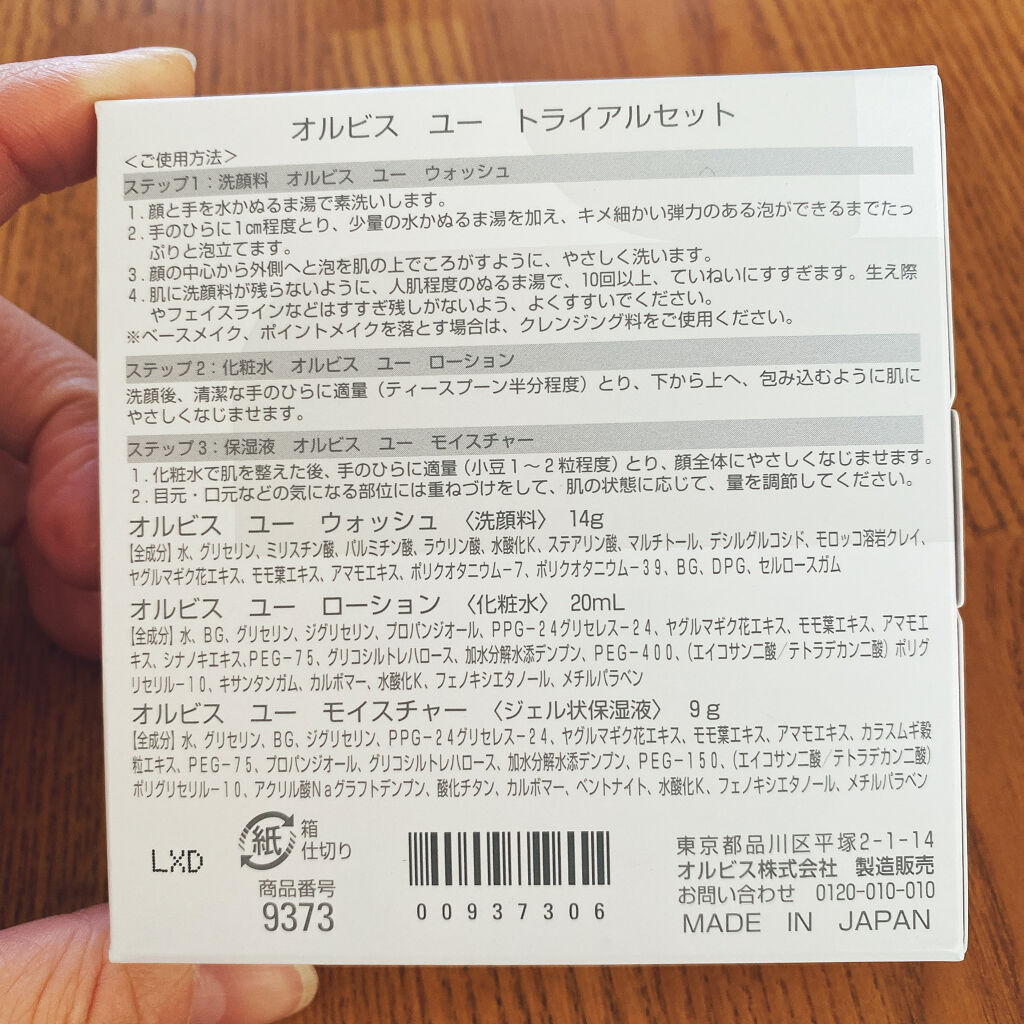 オルビス　ユー　トライアルセット
＜ご使用方法＞
ステップ1：洗顔料　オルビス　ユー　ウォッシュ
1．顔と手を水かぬるま湯で素洗いします。
2．手のひらに1㎝程度とり、少量の水かぬるま湯を加え、キメ細かい弾力のある泡ができるまでたっ
ぷりと泡立てます。
3．顔の中心から外側へと泡を肌の上でころがすように、やさしく洗います。
4．肌に洗顔料が残らないように、人肌程度のぬるま湯で、10回以上、ていねいにすすぎます。生え際
やフェイスラインなどはすすぎ残しがないよう、よくすすいでください。
※ベースメイク、ポイントメイクを落とす場合は、クレンジング料をご使用ください。
ステップ2：化粧水　オルビス　ユー　ローション
洗顔後、清潔な手のひらに適量（ティースプーン半分程度）とり、下から上へ、包み込むように肌に
やさしくなじませます。
ステップ3：保湿液　オルビス　ユー　モイスチャー
1．化粧水で肌を整えた後、手のひらに適量（小豆1～2粒程度）とり、顔全体にやさしくなじませます。
2．目元・口元などの気になる部位には重ねづけをして、肌の状態に応じて、量を調節してください。
オルビス　ユー　ウォッシュ　〈洗顔料〉　14g
【全成分】水、グリセリン、ミリスチン酸、パルミチン酸、ラウリン酸、水酸化K、ステアリン酸、マルチトール、デシルグルコシド、モロッコ溶岩クレイ、
ヤグルマギク花エキス、モモ葉エキス、アマモエキス、ポリクオタニウム－7、ポリクオタニウム－39、BG、DPG、セルロースガム
オルビス　ユー　ローション　〈化粧水〉　20mL
【全成分】水、BG、グリセリン、ジグリセリン、プロパンジオール、PPG－24グリセレス－24、ヤグルマギク花エキス、モモ葉エキス、アマモエ
キス、シナノキエキス、PEG－75、グリコシルトレハロース、加水分解水添デンプン、PEG－400、（エイコサン二酸／テトラデカン二酸）ポリグ
リセリル－10、キサンタンガム、カルボマー、水酸化K、フェノキシエタノール、メチルパラベン
オルビス　ユー　モイスチャー　〈ジェル状保湿液〉　9g
【全成分】水、グリセリン、BG、ジグリセリン、PPG－24グリセレス－24、ヤグルマギク花エキス、モモ葉エキス、アマモエキス、カラスムギ穀
粒エキス、PEG－75、プロパンジオール、グリコシルトレハロース、加水分解水添デンプン、PEG－150、（エイコサン二酸／テトラデカン二酸）
ポリグリセリル－10、アクリル酸Naグラフトデンプン、酸化チタン、カルボマー、ベントナイト、水酸化K、フェノキシエタノール、メチルパラベン
LXD
紙
箱
仕切り
商品番号
9373
00937306
東京都品川区平塚2-1-14
オルビス株式会社　製造販売
お問い合わせ　0120-010-010
MADE IN JAPAN